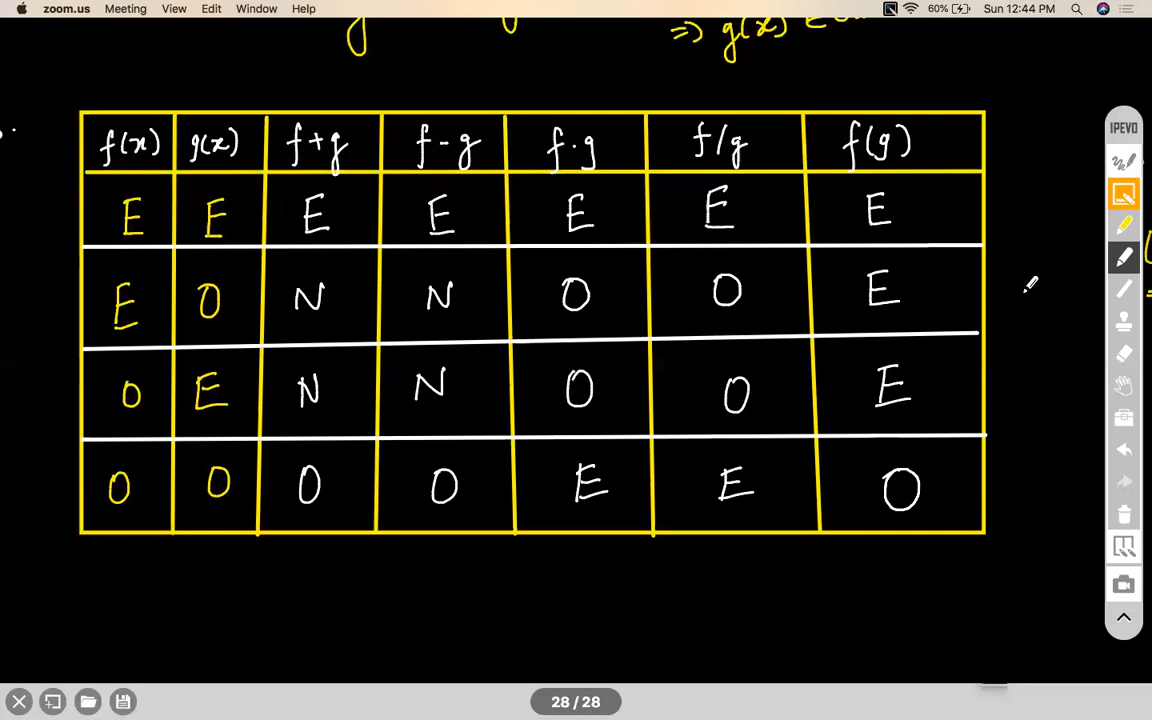 zoom.us Meeting View Edit Window Help 60% Sun 12:44 PM
⇒ g(x)
f(x) g(x) f+g f-g f·g f/g f(g)
E E E E E E E
E O N N O O E
O E N N O O E
O O O O E E O
IPEVO
28 / 28